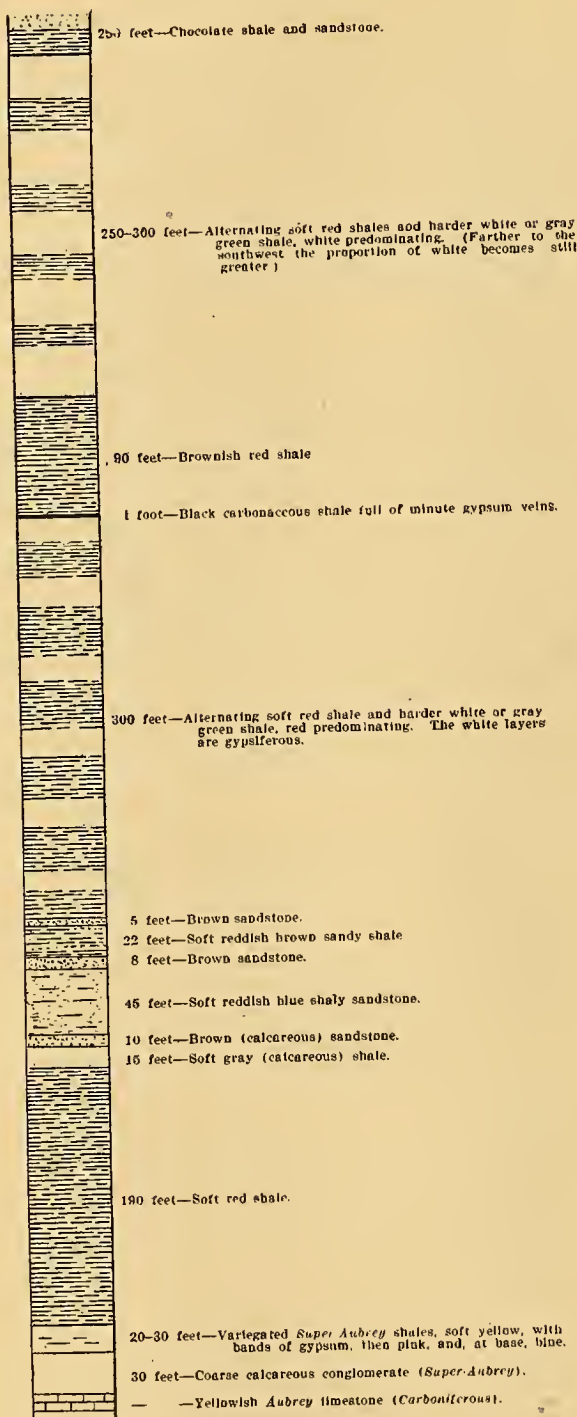 feet—Chocolate shale and sandstone.
250–300 feet—Alternating soft red shales and harder white or gray
green shale, white predominating. (Farther to the
southwest the proportion of white becomes still
greater)
90 feet—Brownish red shale
1 foot—Black carbonaceous shale full of minute gypsum veins.
300 feet—Alternating soft red shale and harder white or gray
green shale, red predominating. The white layers
are gypsiferous.
5 feet—Brown sandstone.
22 feet—Soft reddish brown sandy shale
8 feet—Brown sandstone.
45 feet—Soft reddish blue shaly sandstone.
10 feet—Brown (calcareous) sandstone.
15 feet—Soft gray (calcareous) shale.
190 feet—Soft red shale.
20–30 feet—Variegated Super Aubrey shales, soft yellow, with
bands of gypsum, then pink, and, at base, blue.
30 feet—Coarse calcareous conglomerate (Super-Aubrey).
— —Yellowish Aubrey limestone (Carboniferous).